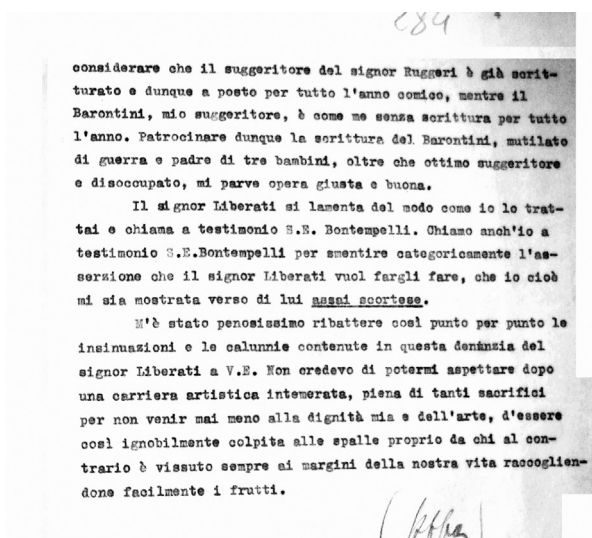 284
considerare che il suggeritore del signor Ruggeri è già scrit-
turato e dunque a posto per tutto l'anno comico, mentre il
Barontini, mio suggeritore, è come me senza scrittura per tutto
l'anno. Patrocinare dunque la scrittura del Barontini, mutilato
di guerra e padre di tre bambini, oltre che ottimo suggeritore
e disoccupato, mi parve opera giusta e buona.
Il signor Liberati si lamenta del modo come io lo trat-
tai e chiama a testimonio S.E. Bontempelli. Chiamo anch'io a
testimonio S.E.Bontempelli per smentire categoricamente l'as-
serzione che il signor Liberati vuol fargli fare, che io cioè
mi sia mostrata verso di lui assai scortese.
M'è stato penosissimo ribattere così punto per punto le
insinuazioni e le calunnie contenute in questa denunzia del
signor Liberati a V.E. Non credevo di potermi aspettare dopo
una carriera artistica intemerata, piena di tanti sacrifici
per non venir mai meno alla dignità mia e dell'arte, d'essere
così ignobilmente colpita alle spalle proprio da chi al con-
trario è vissuto sempre ai margini della nostra vita raccoglien-
done facilmente i frutti.